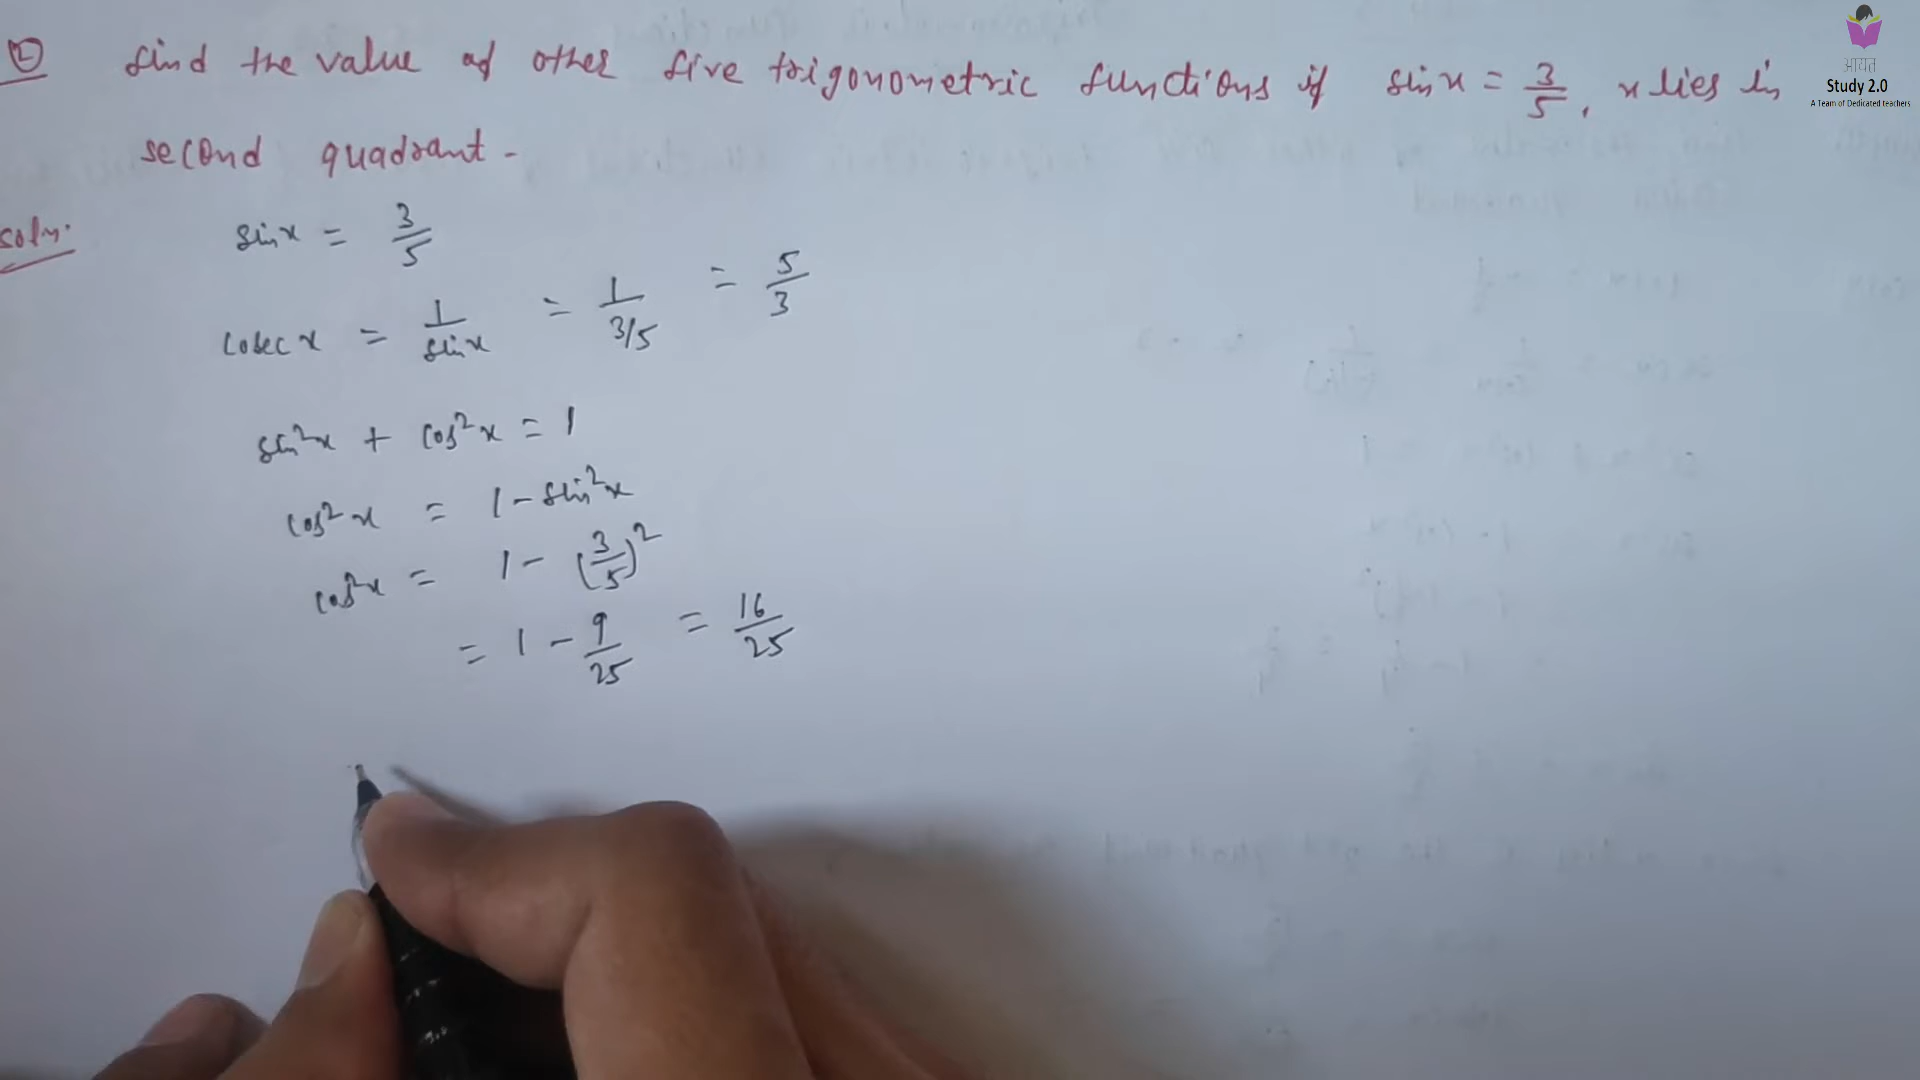 ② find the value of other five trigonometric functions if sin x = 3/5, x lies in
second quadrant -
soln. sin x = 3/5
cosec x = 1/sin x = 1/3/5 = 5/3
sin²x + cos²x = 1
cos²x = 1 - sin²x
cos²x = 1 - (3/5)²
= 1 - 9/25 = 16/25
आयत
Study 2.0
A Team of Dedicated teachers